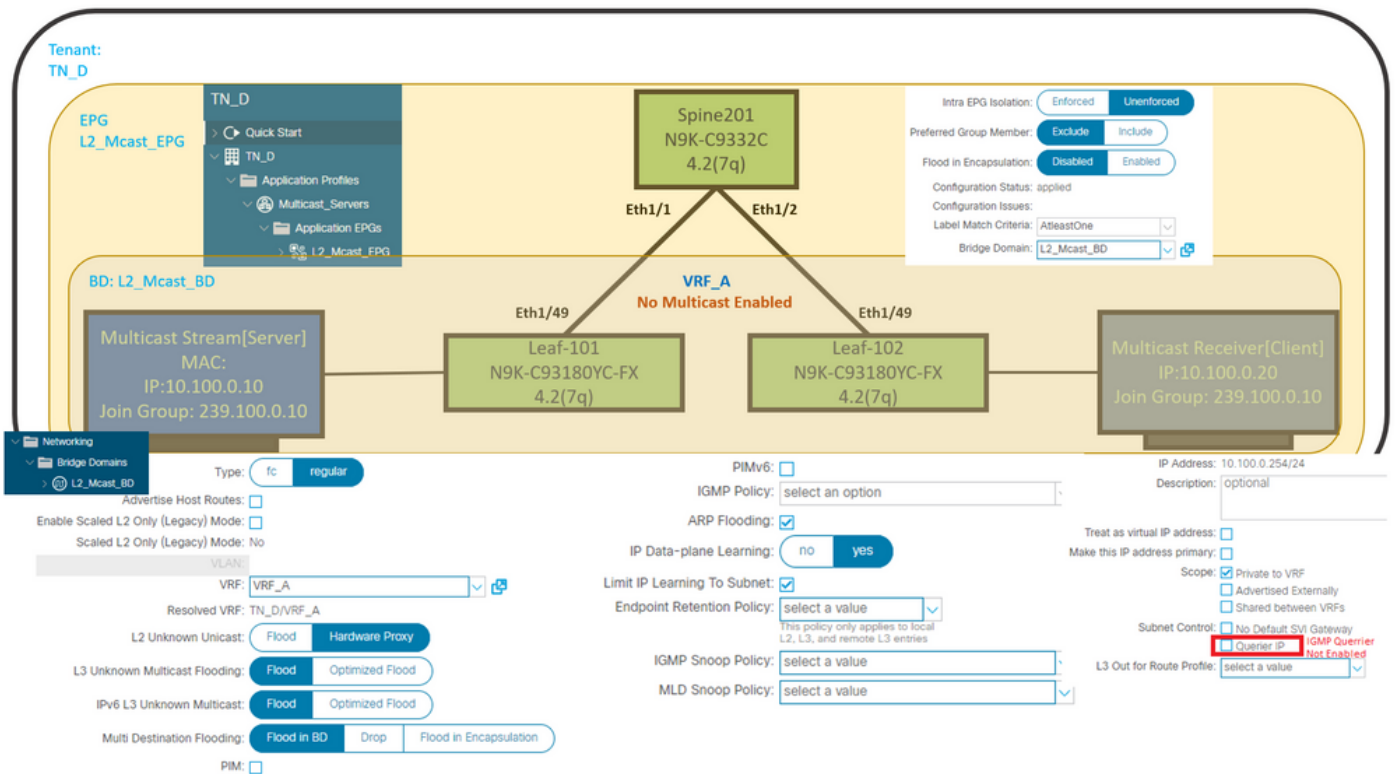 Tenant:
TN_D
EPG
L2_Mcast_EPG
TN_D
Quick Start
TN_D
Application Profiles
Multicast_Servers
Application EPGs
L2_Mcast_EPG
Spine201
N9K-C9332C
4.2(7q)
Eth1/1
Eth1/2
Intra EPG Isolation: Enforced Unenforced
Preferred Group Member: Exclude Include
Flood in Encapsulation: Disabled Enabled
Configuration Status: applied
Configuration Issues:
Label Match Criteria: AtleastOne
Bridge Domain: L2_Mcast_BD
BD: L2_Mcast_BD
VRF_A
No Multicast Enabled
Eth1/49
Eth1/49
Multicast Stream[Server]
MAC:
IP:10.100.0.10
Join Group: 239.100.0.10
Leaf-101
N9K-C93180YC-FX
4.2(7q)
Leaf-102
N9K-C93180YC-FX
4.2(7q)
Multicast Receiver[Client]
IP:10.100.0.20
Join Group: 239.100.0.10
Networking
Bridge Domains
L2_Mcast_BD
Type: fc regular
Advertise Host Routes:
Enable Scaled L2 Only (Legacy) Mode:
Scaled L2 Only (Legacy) Mode: No
VLAN:
VRF: VRF_A
Resolved VRF: TN_D/VRF_A
L2 Unknown Unicast: Flood Hardware Proxy
L3 Unknown Multicast Flooding: Flood Optimized Flood
IPv6 L3 Unknown Multicast: Flood Optimized Flood
Multi Destination Flooding: Flood in BD Drop Flood in Encapsulation
PIM:
PIMv6:
IGMP Policy: select an option
ARP Flooding:
IP Data-plane Learning: no yes
Limit IP Learning To Subnet:
Endpoint Retention Policy: select a value
This policy only applies to local
L2, L3, and remote L3 entries
IGMP Snoop Policy: select a value
MLD Snoop Policy: select a value
IP Address: 10.100.0.254/24
Description: optional
Treat as virtual IP address:
Make this IP address primary:
Scope: Private to VRF
Advertised Externally
Shared between VRFs
Subnet Control: No Default SVI Gateway
Querier IP
IGMP Querrier
Not Enabled
L3 Out for Route Profile: select a value